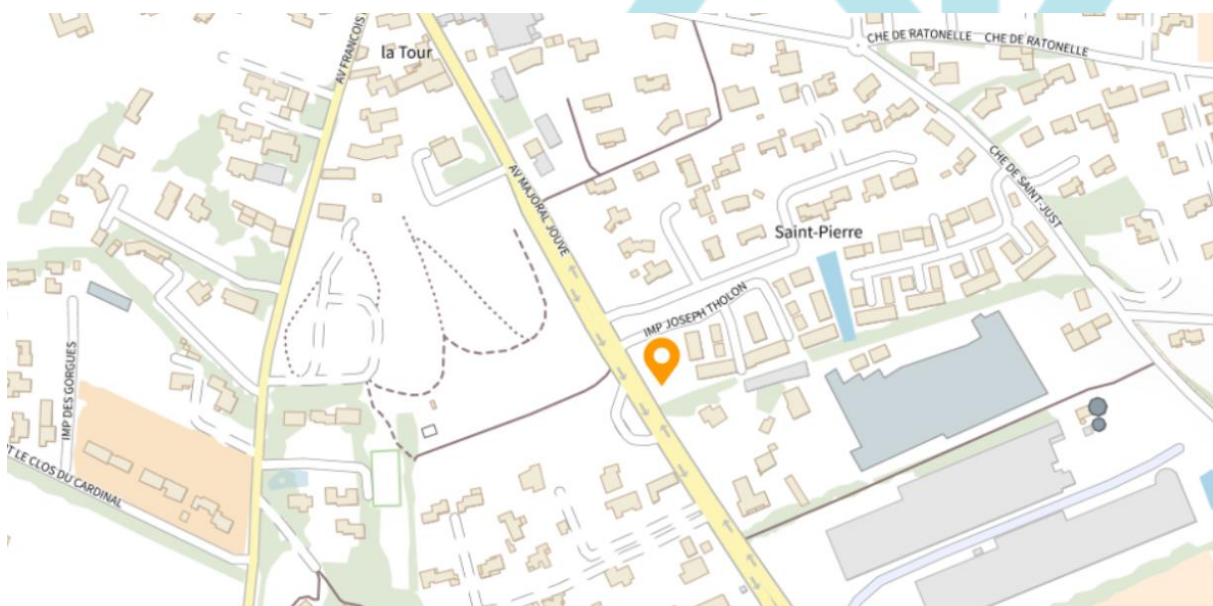 CHE DE RATONELLE
CHE DE RATONELLE
la Tour
AV FRANCOIS
AV MAJORAL JOUVE
CHE DE SAINT-JUST
Saint-Pierre
IMP JOSEPH THOLON
IMP DES GORGUES
LE CLOS DU CARDINAL